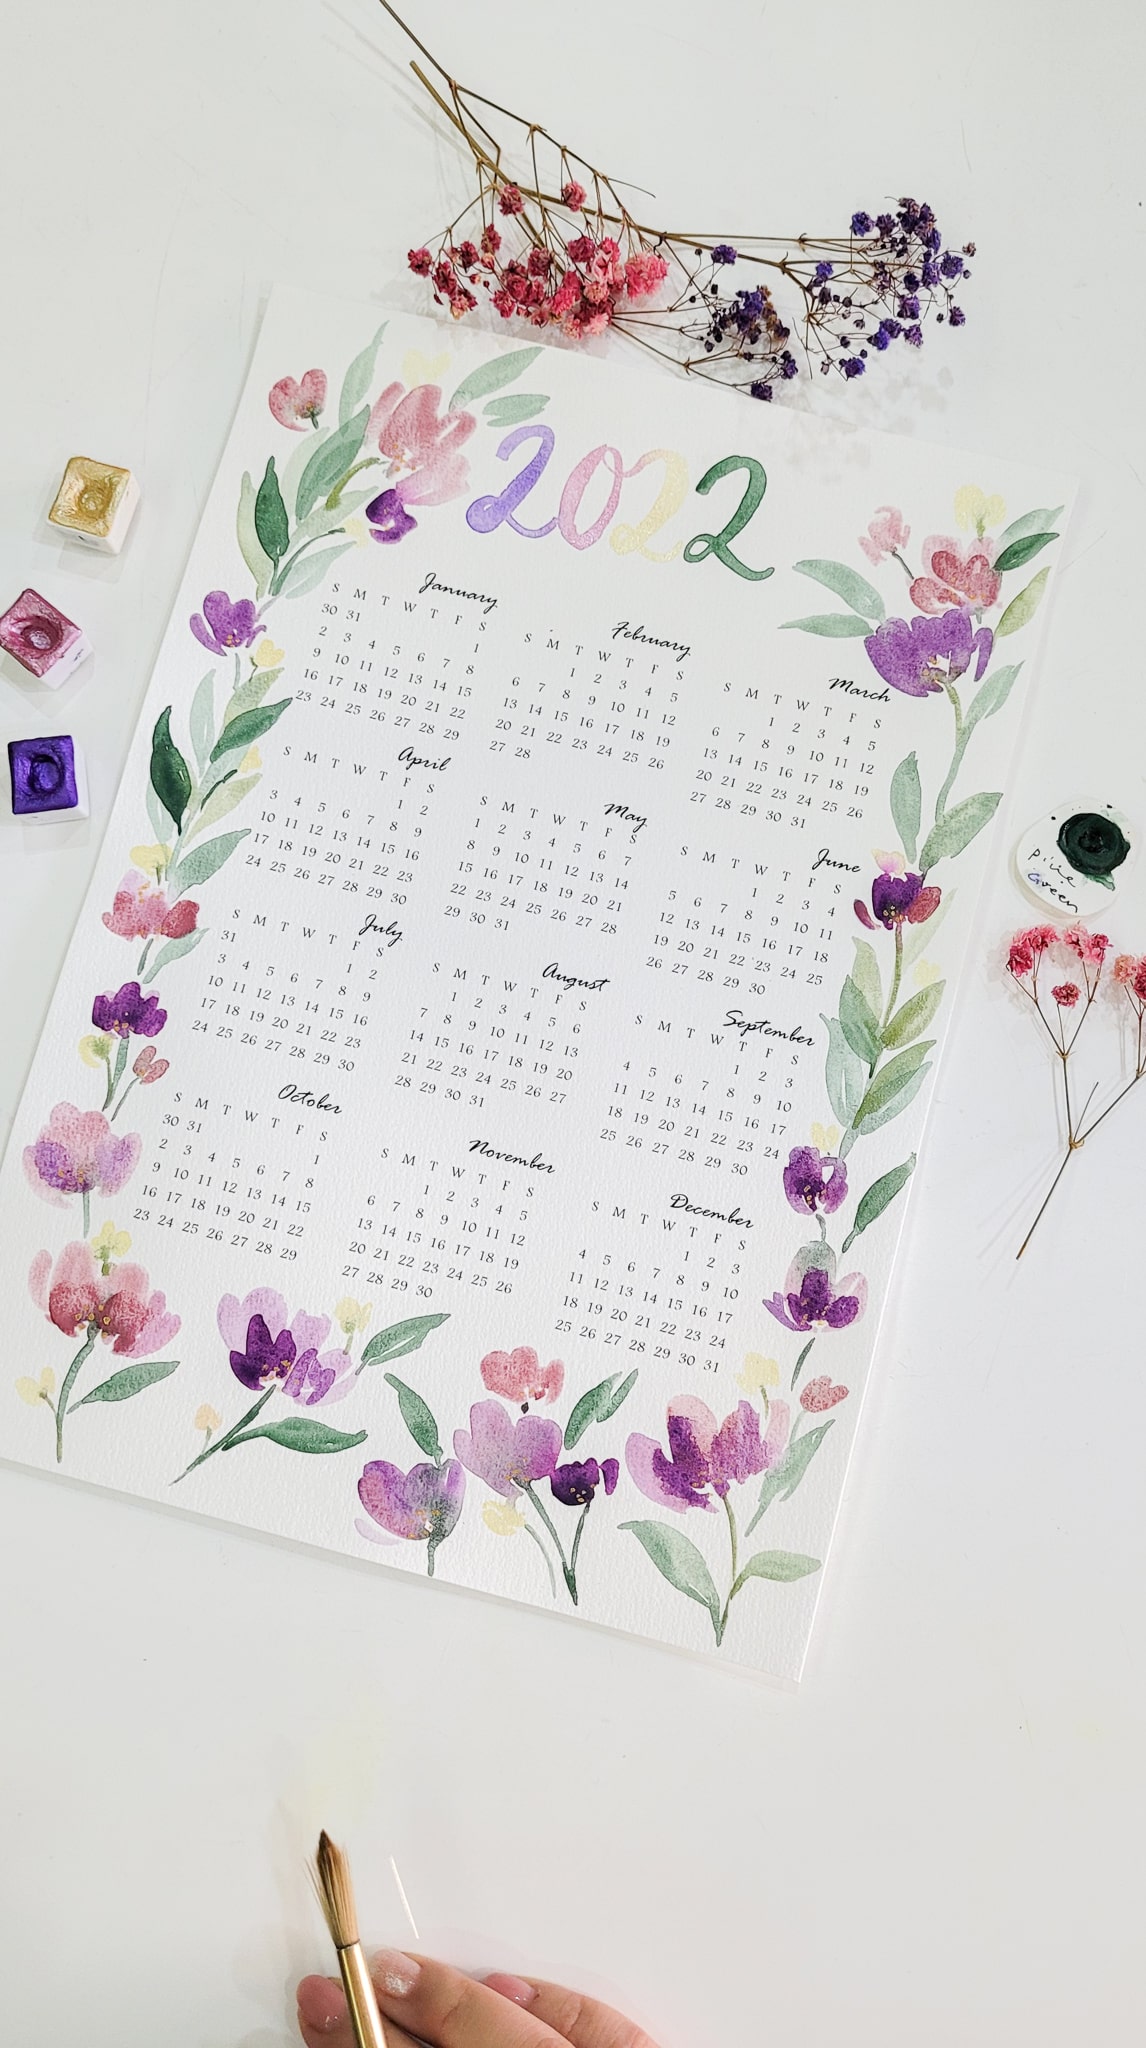 2022
January
S M T W T F S
30 31 1
2 3 4 5 6 7 8
9 10 11 12 13 14 15
16 17 18 19 20 21 22
23 24 25 26 27 28 29
February
S M T W T F S
1 2 3 4 5
6 7 8 9 10 11 12
13 14 15 16 17 18 19
20 21 22 23 24 25 26
27 28
March
S M T W T F S
1 2 3 4 5
6 7 8 9 10 11 12
13 14 15 16 17 18 19
20 21 22 23 24 25 26
27 28 29 30 31
April
S M T W T F S
1 2
3 4 5 6 7 8 9
10 11 12 13 14 15 16
17 18 19 20 21 22 23
24 25 26 27 28 29 30
May
S M T W T F S
1 2 3 4 5 6 7
8 9 10 11 12 13 14
15 16 17 18 19 20 21
22 23 24 25 26 27 28
29 30 31
June
S M T W T F S
1 2 3 4
5 6 7 8 9 10 11
12 13 14 15 16 17 18
19 20 21 22 23 24 25
26 27 28 29 30
July
S M T W T F S
31 1 2
3 4 5 6 7 8 9
10 11 12 13 14 15 16
17 18 19 20 21 22 23
24 25 26 27 28 29 30
August
S M T W T F S
1 2 3 4 5 6
7 8 9 10 11 12 13
14 15 16 17 18 19 20
21 22 23 24 25 26 27
28 29 30 31
September
S M T W T F S
1 2 3
4 5 6 7 8 9 10
11 12 13 14 15 16 17
18 19 20 21 22 23 24
25 26 27 28 29 30
October
S M T W T F S
30 31 1
2 3 4 5 6 7 8
9 10 11 12 13 14 15
16 17 18 19 20 21 22
23 24 25 26 27 28 29
November
S M T W T F S
1 2 3 4 5
6 7 8 9 10 11 12
13 14 15 16 17 18 19
20 21 22 23 24 25 26
27 28 29 30
December
S M T W T F S
1 2 3
4 5 6 7 8 9 10
11 12 13 14 15 16 17
18 19 20 21 22 23 24
25 26 27 28 29 30 31
pine
Green